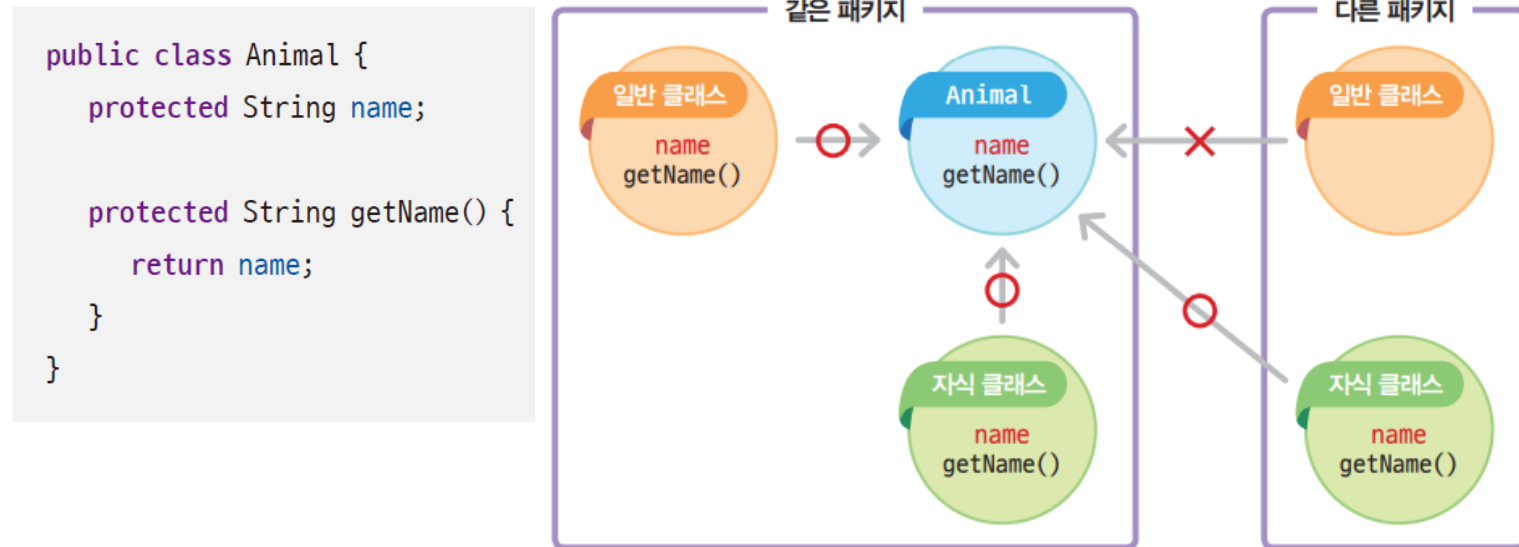 public class Animal {
protected String name;
protected String getName() {
return name;
}
}
같은 패키지
다른 패키지
일반 클래스
name
getName()
Animal
name
getName()
일반 클래스
자식 클래스
name
getName()
자식 클래스
name
getName()